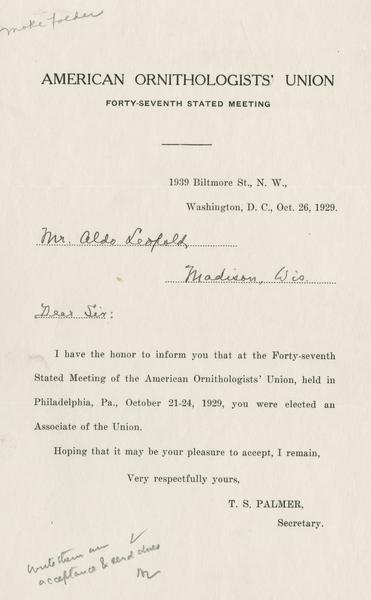 make folder
AMERICAN ORNITHOLOGISTS' UNION
FORTY-SEVENTH STATED MEETING
1939 Biltmore St., N. W.,
Washington, D. C., Oct. 26, 1929.
Mr. Aldo Leopold,
Madison, Wis.
Dear Sir:
I have the honor to inform you that at the Forty-seventh
Stated Meeting of the American Ornithologists' Union, held in
Philadelphia, Pa., October 21-24, 1929, you were elected an
Associate of the Union.
Hoping that it may be your pleasure to accept, I remain,
Very respectfully yours,
T. S. PALMER,
Secretary.
write them an
acceptance & send dues